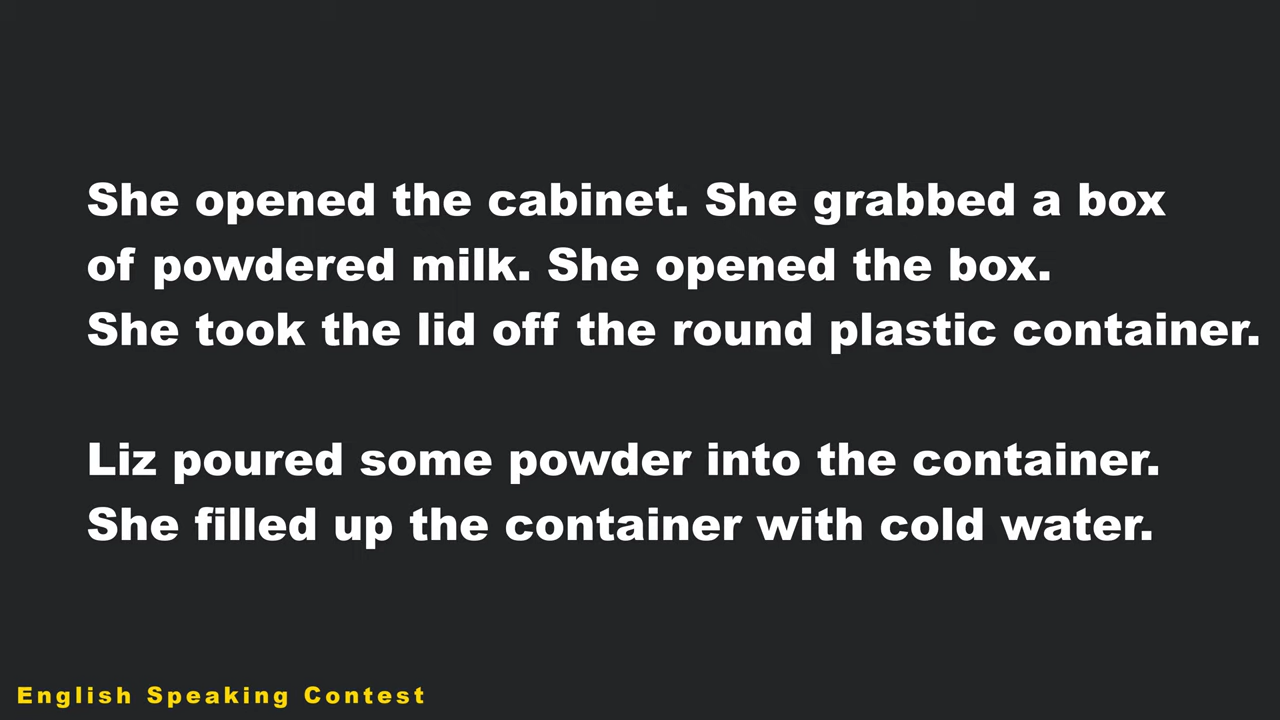 She opened the cabinet. She grabbed a box
of powdered milk. She opened the box.
She took the lid off the round plastic container.
Liz poured some powder into the container.
She filled up the container with cold water.
English Speaking Contest